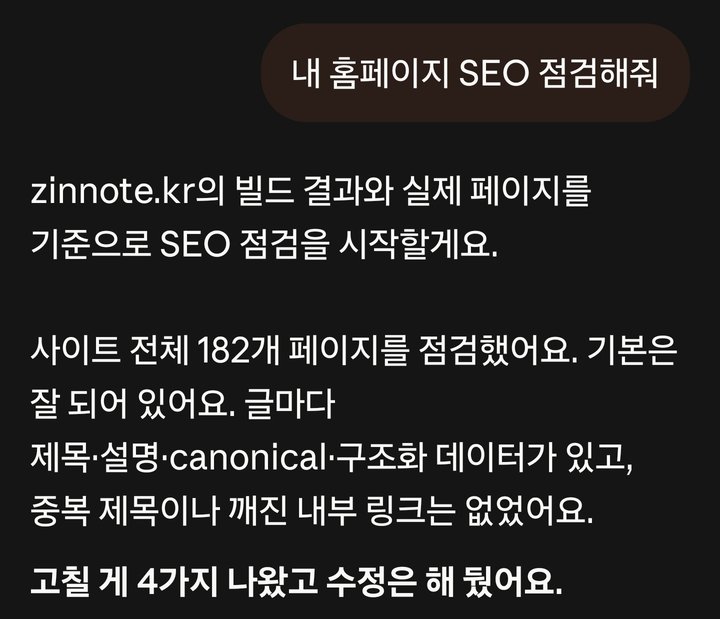 내 홈페이지 SEO 점검해줘
zinnote.kr의 빌드 결과와 실제 페이지를
기준으로 SEO 점검을 시작할게요.
사이트 전체 182개 페이지를 점검했어요. 기본은
잘 되어 있어요. 글마다
제목·설명·canonical·구조화 데이터가 있고,
중복 제목이나 깨진 내부 링크는 없었어요.
고칠 게 4가지 나왔고 수정은 해 뒀어요.